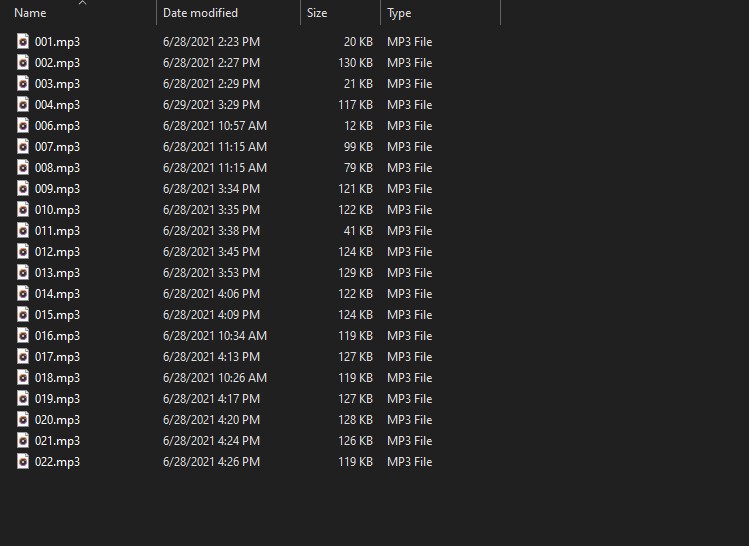 Name Date modified Size Type
001.mp3 6/28/2021 2:23 PM 20 KB MP3 File
002.mp3 6/28/2021 2:27 PM 130 KB MP3 File
003.mp3 6/28/2021 2:29 PM 21 KB MP3 File
004.mp3 6/29/2021 3:29 PM 117 KB MP3 File
006.mp3 6/28/2021 10:57 AM 12 KB MP3 File
007.mp3 6/28/2021 11:15 AM 99 KB MP3 File
008.mp3 6/28/2021 11:15 AM 79 KB MP3 File
009.mp3 6/28/2021 3:34 PM 121 KB MP3 File
010.mp3 6/28/2021 3:35 PM 122 KB MP3 File
011.mp3 6/28/2021 3:38 PM 41 KB MP3 File
012.mp3 6/28/2021 3:45 PM 124 KB MP3 File
013.mp3 6/28/2021 3:53 PM 129 KB MP3 File
014.mp3 6/28/2021 4:06 PM 122 KB MP3 File
015.mp3 6/28/2021 4:09 PM 124 KB MP3 File
016.mp3 6/28/2021 10:34 AM 119 KB MP3 File
017.mp3 6/28/2021 4:13 PM 127 KB MP3 File
018.mp3 6/28/2021 10:26 AM 119 KB MP3 File
019.mp3 6/28/2021 4:17 PM 127 KB MP3 File
020.mp3 6/28/2021 4:20 PM 128 KB MP3 File
021.mp3 6/28/2021 4:24 PM 126 KB MP3 File
022.mp3 6/28/2021 4:26 PM 119 KB MP3 File